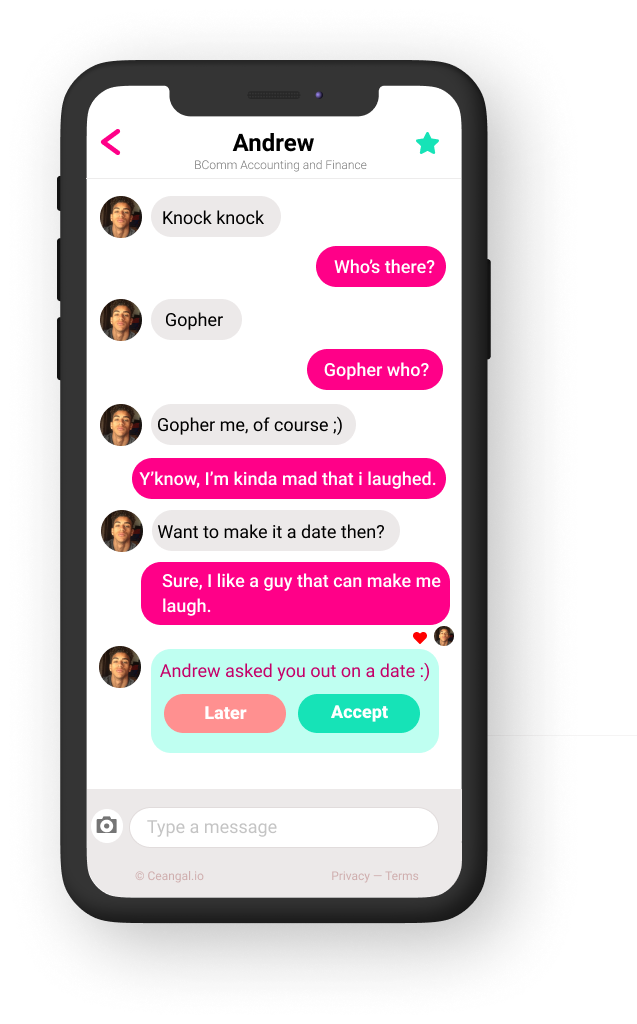 Andrew
BComm Accounting and Finance
Knock knock
Who’s there?
Gopher
Gopher who?
Gopher me, of course ;)
Y’know, I’m kinda mad that i laughed.
Want to make it a date then?
Sure, I like a guy that can make me
laugh.
Andrew asked you out on a date :)
Later
Accept
Type a message
© Ceangal.io
Privacy — Terms